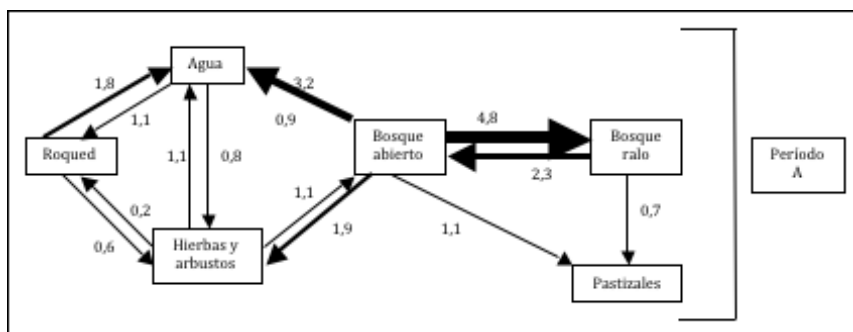 Agua
1,8
3,2
1,1
0,9
4,8
Bosque
abierto
Bosque
ralo
Roqued
1,1
0,8
2,3
Período
A
1,1
0,2
1,9
0,7
0,6
Hierbas y
arbustos
1,1
Pastizales